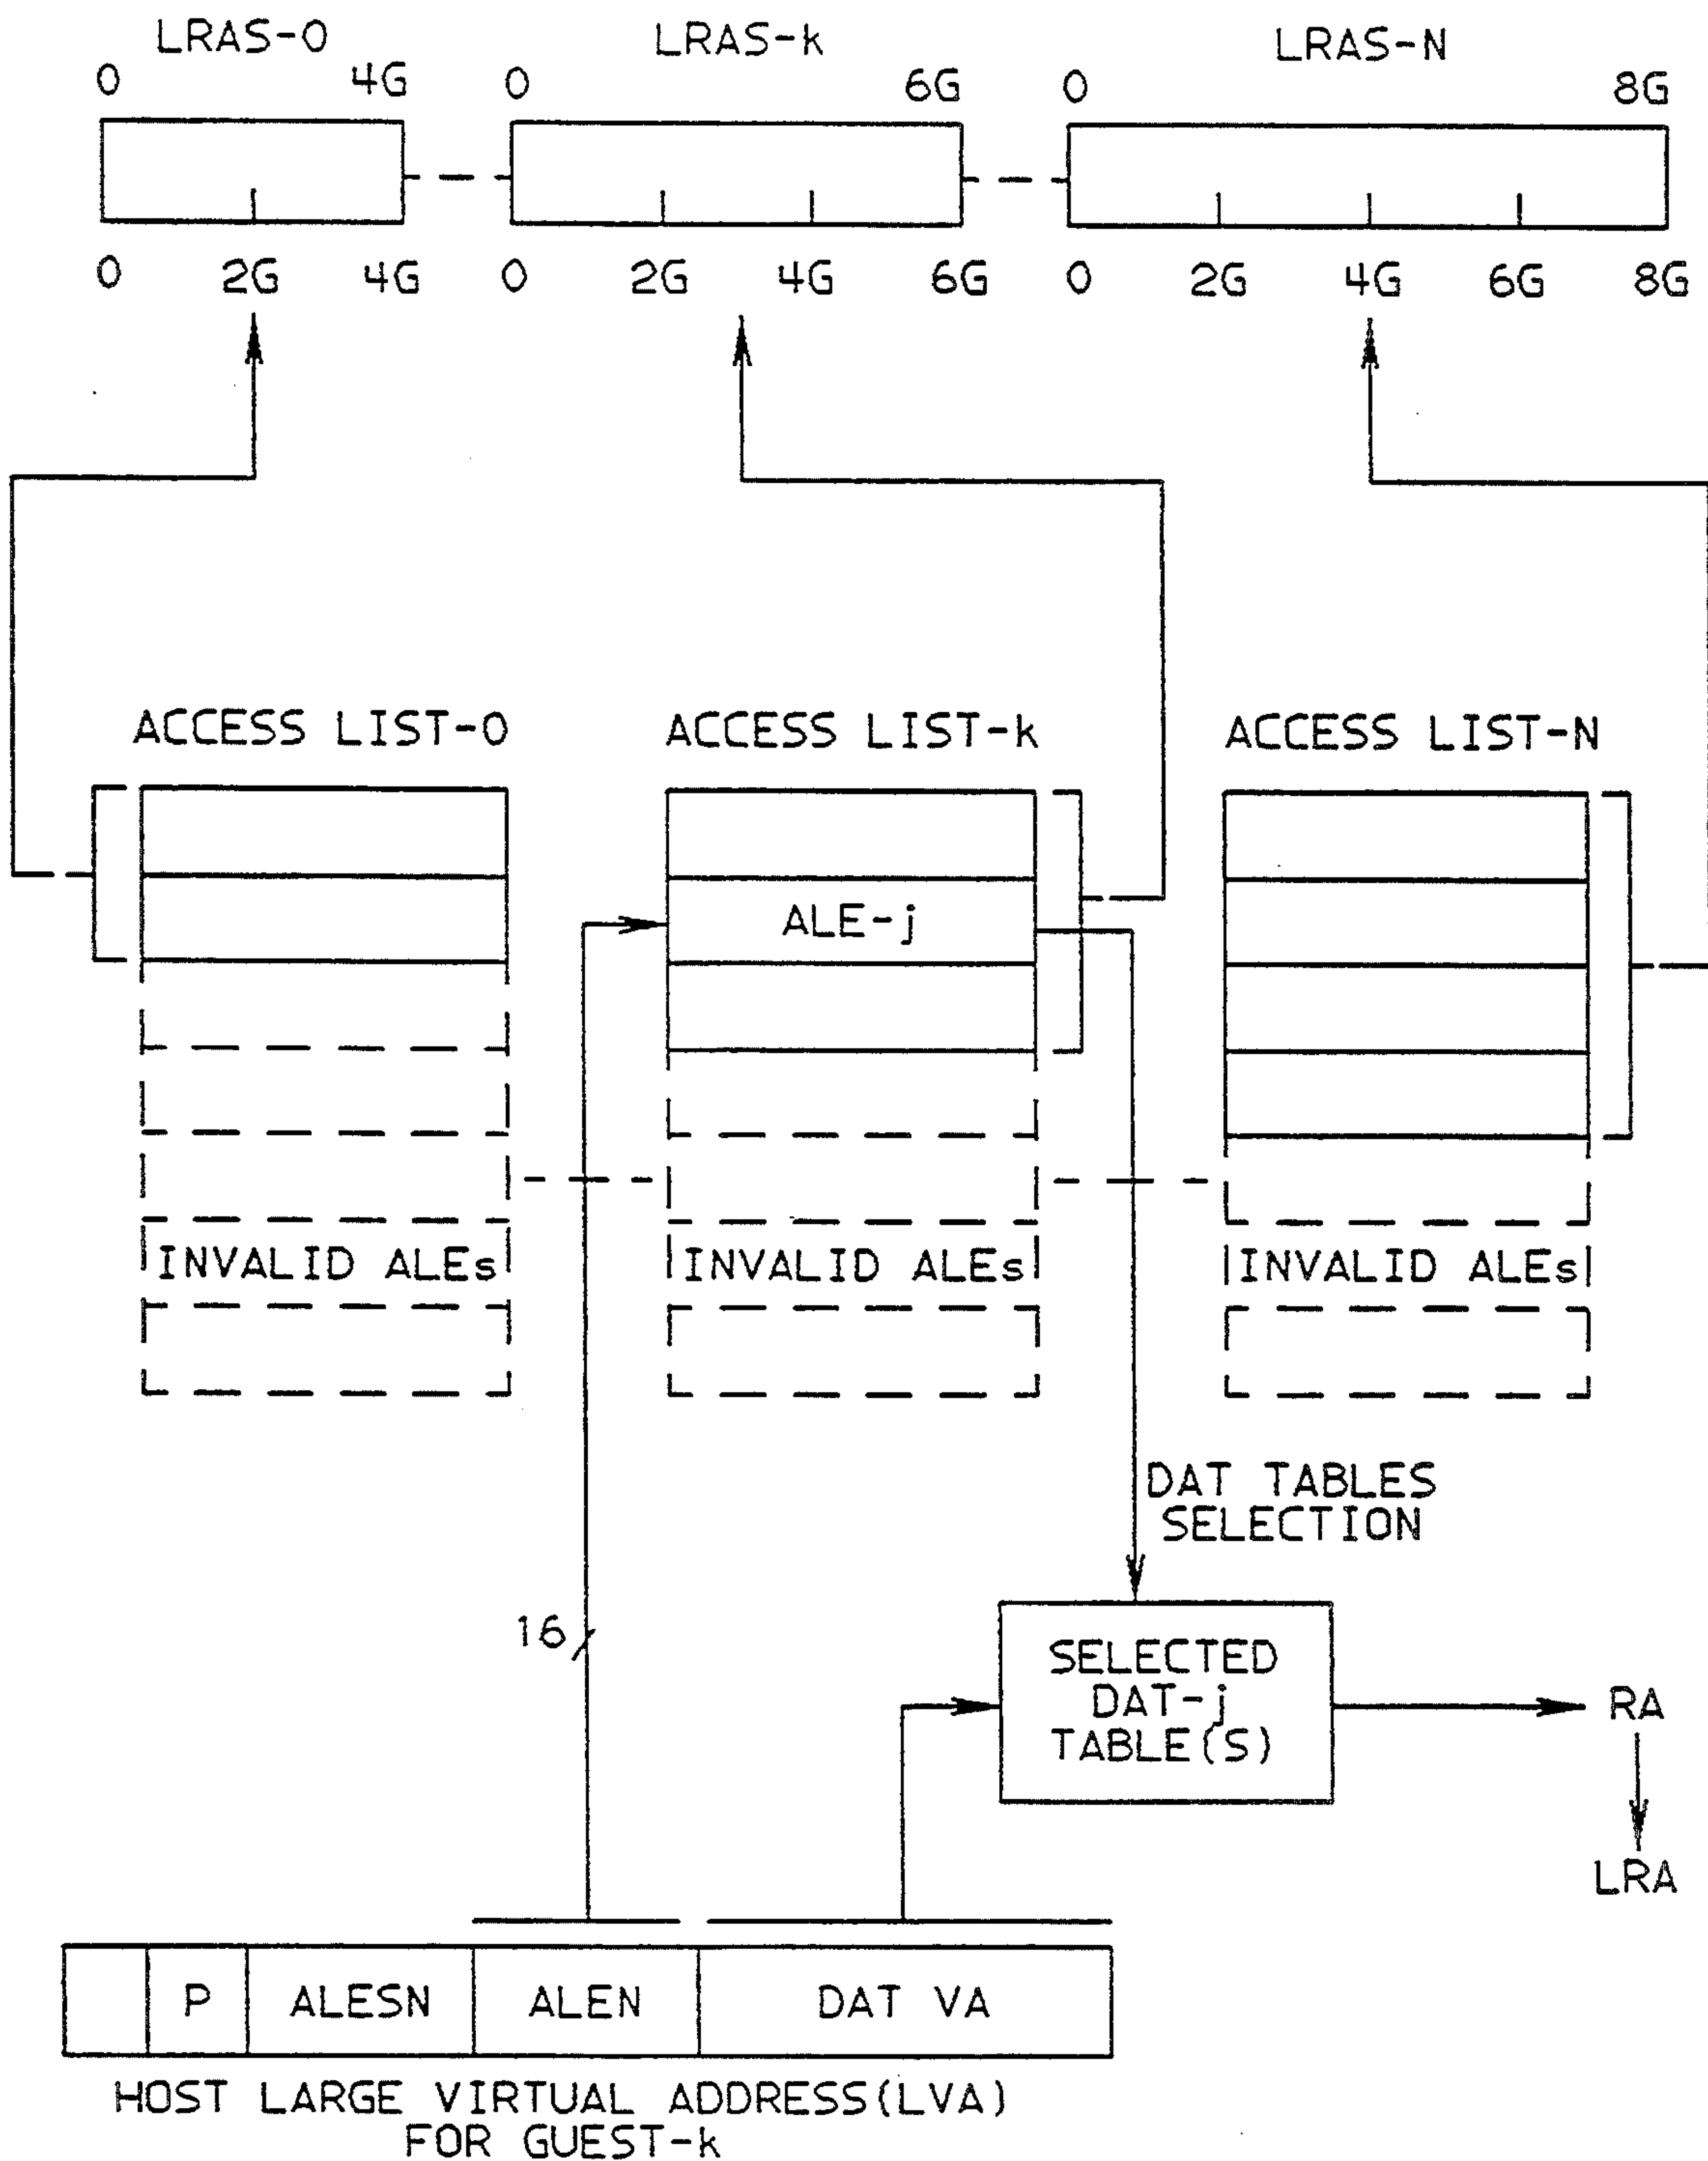 LRAS-0 LRAS-k LRAS-N
0 4G 0 6G 0 8G
0 2G 4G 0 2G 4G 6G 0 2G 4G 6G 8G
ACCESS LIST-0 ACCESS LIST-k ACCESS LIST-N
ALE-j
INVALID ALEs INVALID ALEs INVALID ALEs
DAT TABLES
SELECTION
16
SELECTED
DAT-j
TABLE(S)
RA
LRA
P ALESN ALEN DAT VA
HOST LARGE VIRTUAL ADDRESS(LVA)
FOR GUEST-k